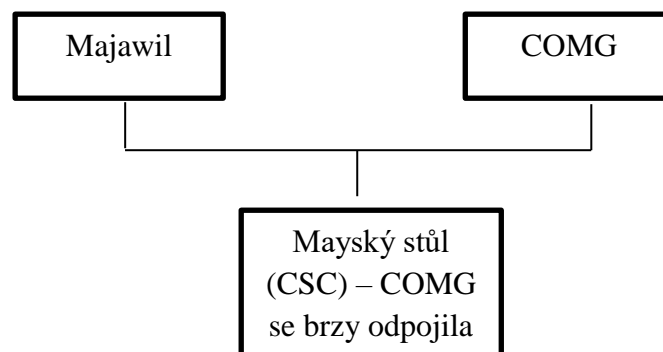 Majawil
COMG
Mayský stůl
(CSC) – COMG
se brzy odpojila